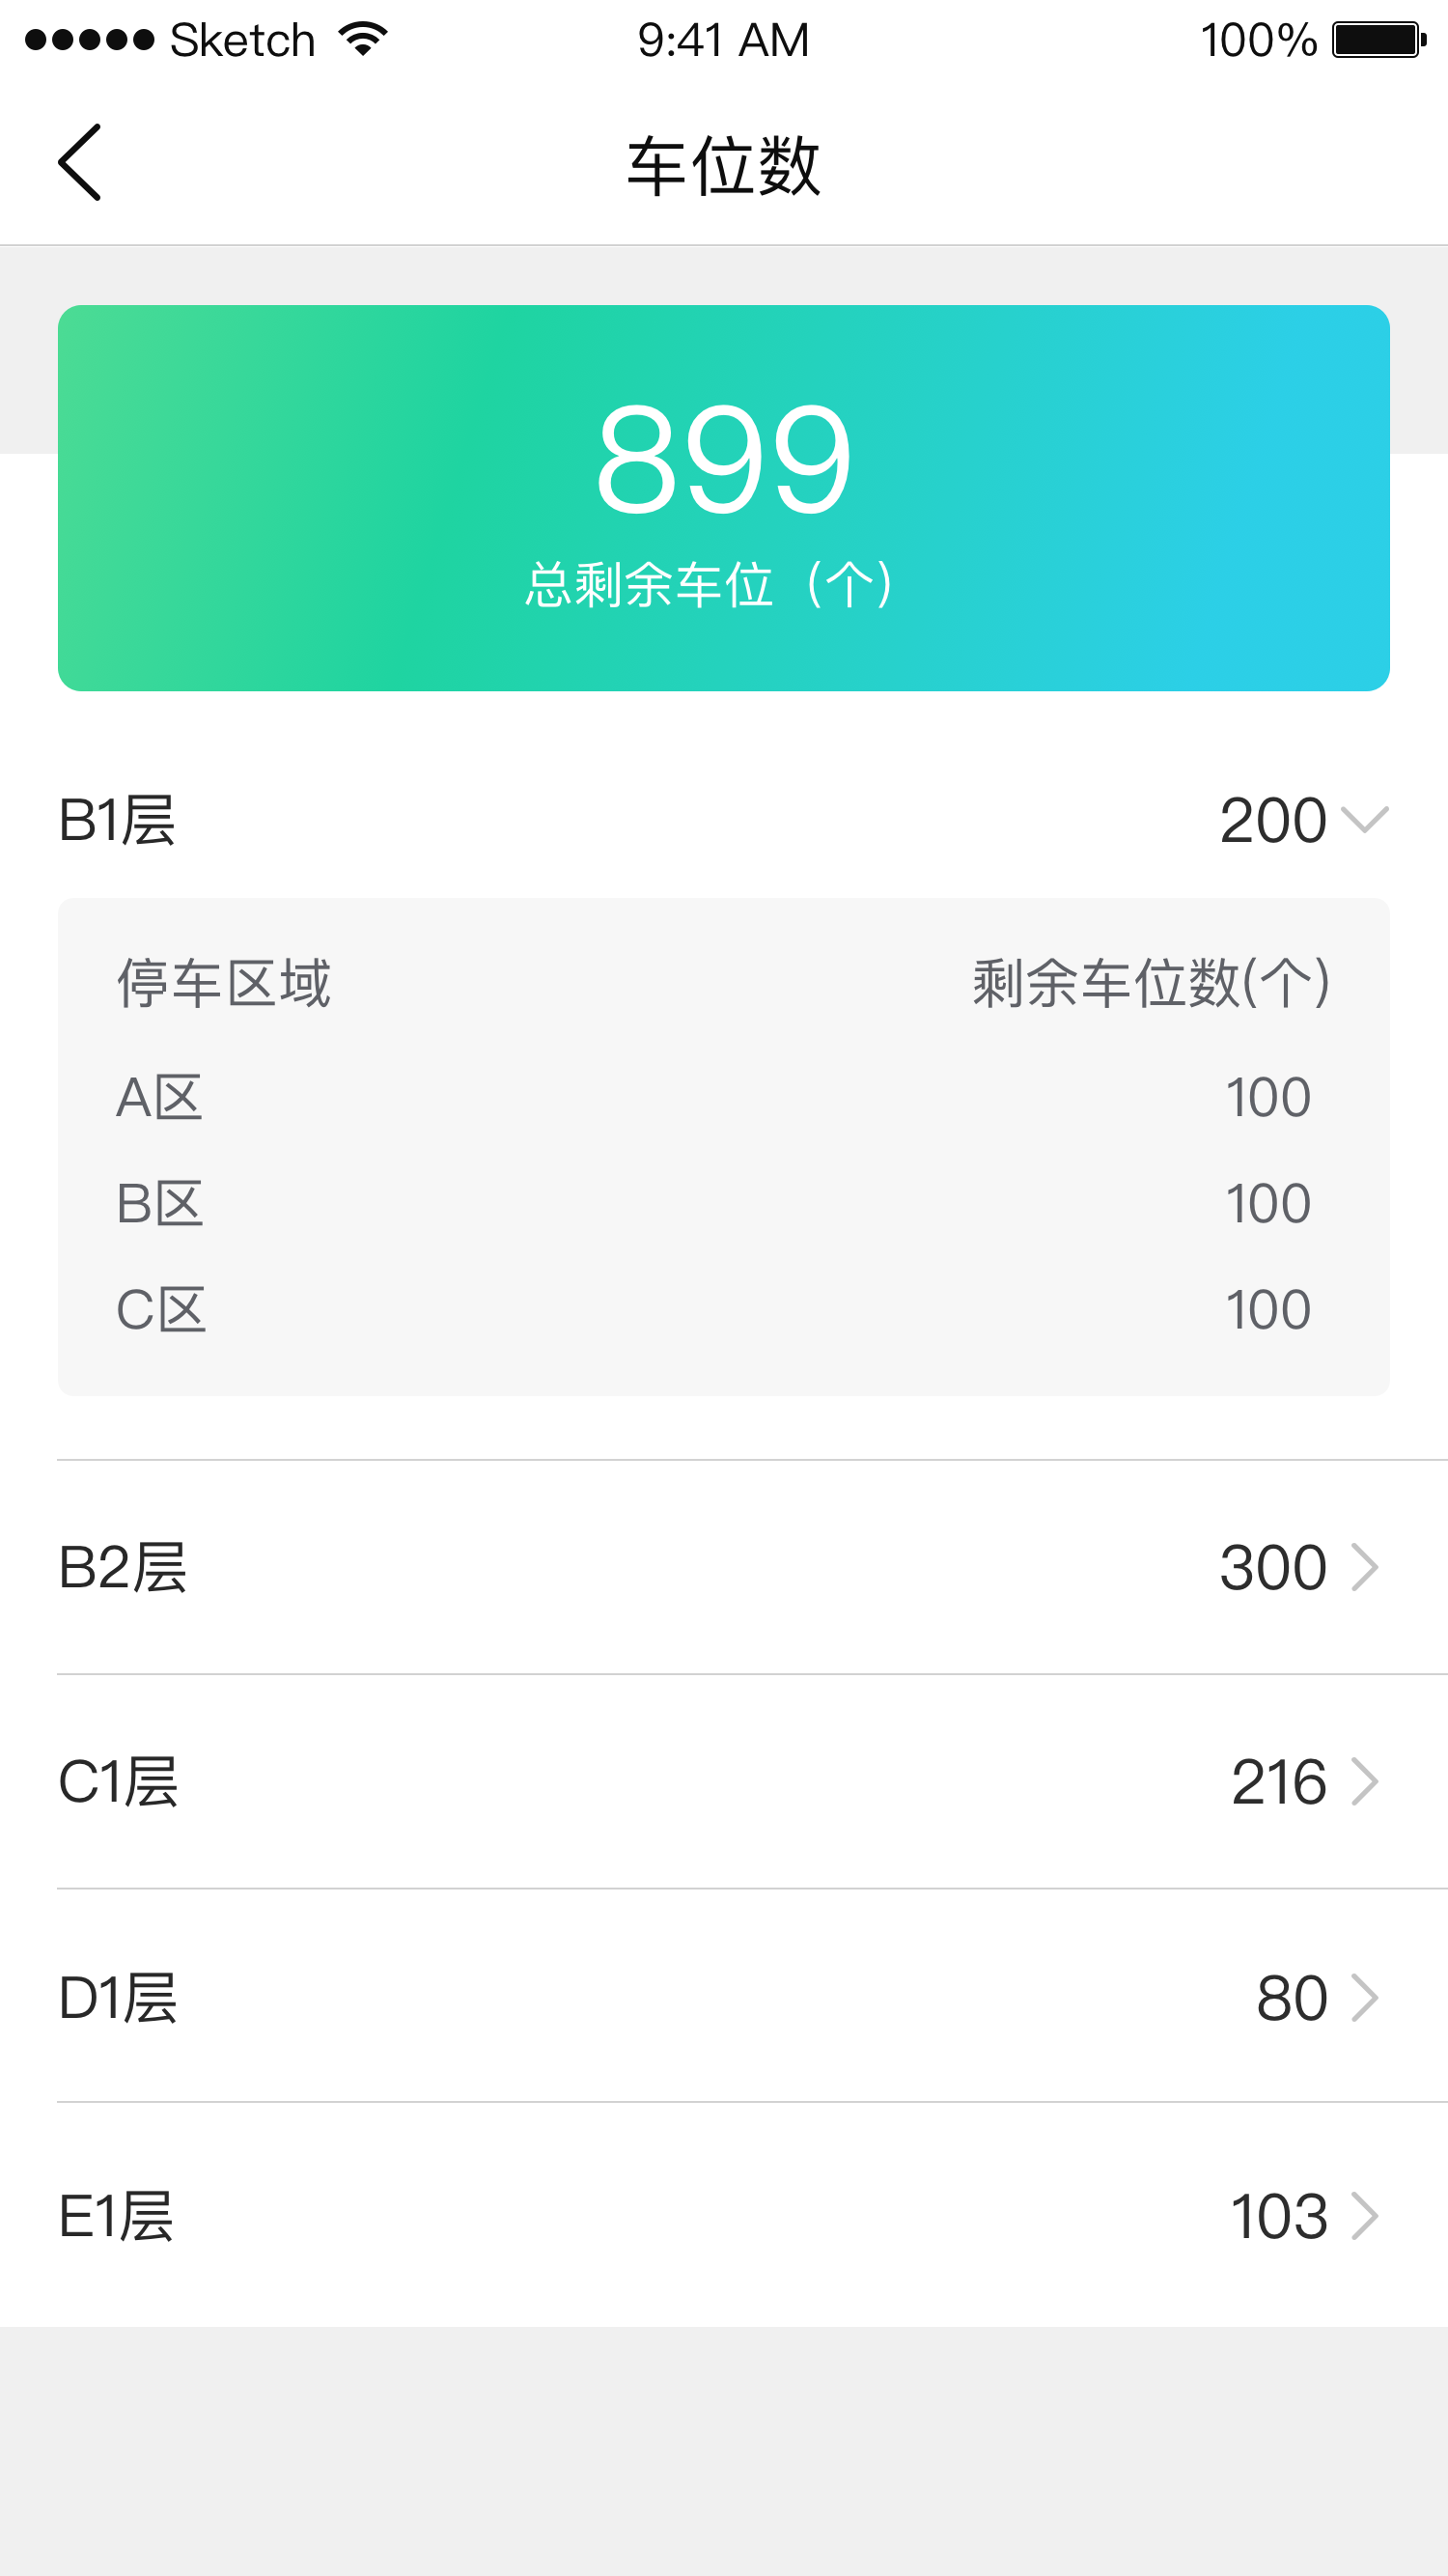 Sketch 9:41 AM 100%
车位数
899
总剩余车位（个）
B1层 200
停车区域 剩余车位数(个)
A区 100
B区 100
C区 100
B2层 300
C1层 216
D1层 80
E1层 103